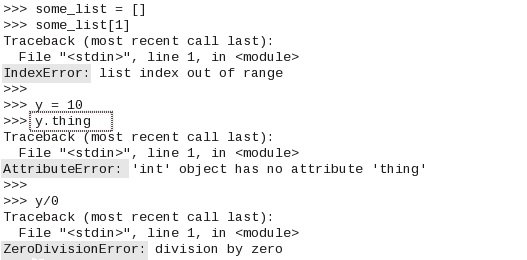 >>> some_list = []
>>> some_list[1]
Traceback (most recent call last):
  File "<stdin>", line 1, in <module>
IndexError: list index out of range
>>>
>>> y = 10
>>> y.thing
Traceback (most recent call last):
  File "<stdin>", line 1, in <module>
AttributeError: 'int' object has no attribute 'thing'
>>>
>>> y/0
Traceback (most recent call last):
  File "<stdin>", line 1, in <module>
ZeroDivisionError: division by zero